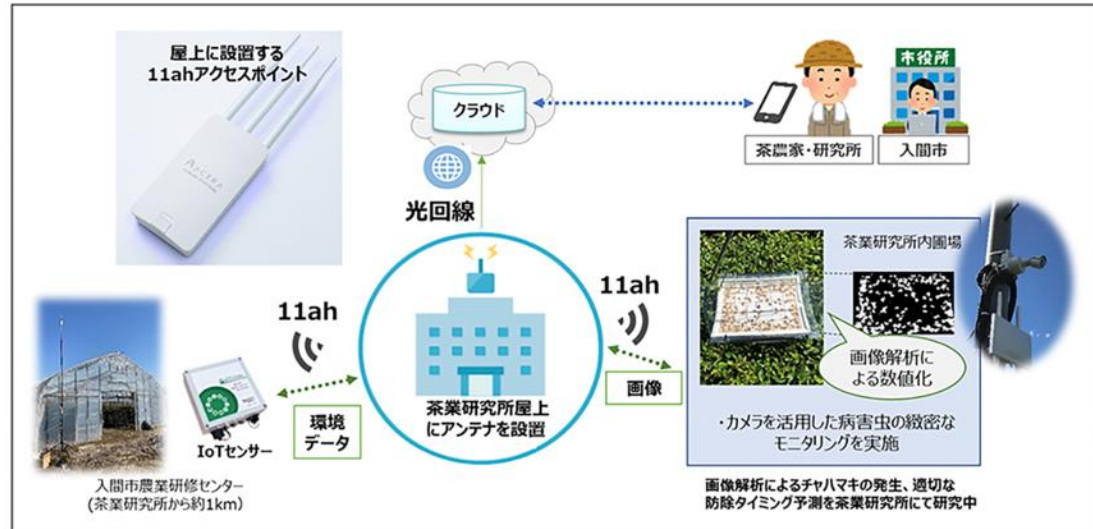 屋上に設置する
11ahアクセスポイント
クラウド
市役所
茶農家・研究所
入間市
光回線
茶業研究所内圃場
11ah
11ah
画像解析に
よる数値化
画像
茶業研究所屋上
にアンテナを設置
環境
データ
IoTセンサー
・カメラを活用した病害虫の緻密な
モニタリングを実施
入間市農業研修センター
(茶業研究所から約1km)
画像解析によるチャハマキの発生、適切な
防除タイミング予測を茶業研究所にて研究中